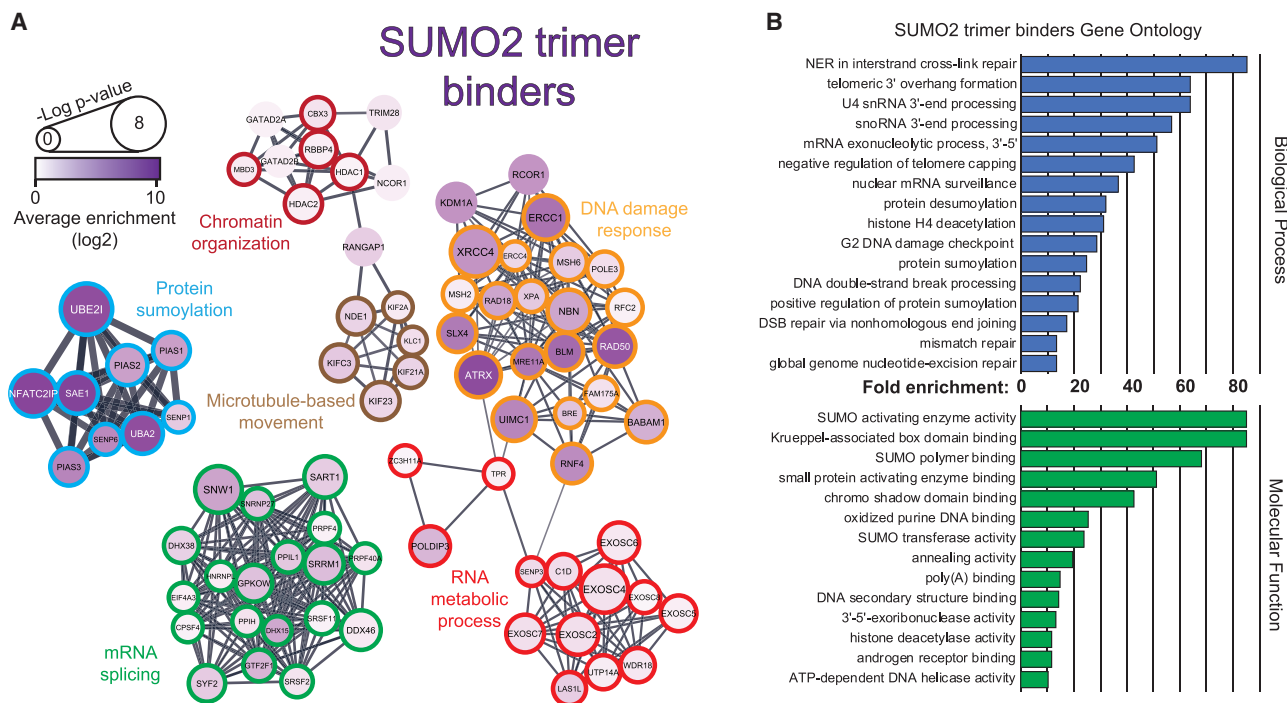 A
SUMO2 trimer
binders
-Log p-value
0
8
0
10
Average enrichment
(log2)
GATAD2A
CBX3
TRIM28
RBBP4
GATAD2B
MBD3
HDAC1
NCOR1
HDAC2
Chromatin
organization
RANGAP1
NDE1
KIF2A
KLC1
KIFC3
KIF21A
KIF23
Microtubule-based
movement
Protein
sumoylation
UBE2I
PIAS1
PIAS2
NFATC2IP
SAE1
SENP1
SENP6
UBA2
PIAS3
RCOR1
KDM1A
ERCC1
DNA damage
response
XRCC4
ERCC4
MSH6
POLE3
MSH2
RAD18
XPA
NBN
RFC2
SLX4
MRE11A
BLM
RAD50
ATRX
FAM175A
UIMC1
BRE
BABAM1
RNF4
ZC3H11A
TPR
POLDIP3
RNA
metabolic
process
SENP3
C1D
EXOSC6
EXOSC4
EXOSC8
EXOSC5
EXOSC7
EXOSC2
UTP14A
WDR18
LAS1L
SNW1
SART1
SNRNP27
PRPF4
DHX38
PPIL1
SRRM1
PRPF40A
GPKOW
EIF4A3
CPSF4
PPIH
SRSF11
DHX15
DDX46
GTF2F1
SYF2
SRSF2
mRNA
splicing
B
SUMO2 trimer binders Gene Ontology
NER in interstrand cross-link repair
telomeric 3' overhang formation
U4 snRNA 3'-end processing
snoRNA 3'-end processing
mRNA exonucleolytic process, 3'-5'
negative regulation of telomere capping
nuclear mRNA surveillance
protein desumoylation
histone H4 deacetylation
G2 DNA damage checkpoint
protein sumoylation
DNA double-strand break processing
positive regulation of protein sumoylation
DSB repair via nonhomologous end joining
mismatch repair
global genome nucleotide-excision repair
Biological Process
Fold enrichment: 0 20 40 60 80
SUMO activating enzyme activity
Krueppel-associated box domain binding
SUMO polymer binding
small protein activating enzyme binding
chromo shadow domain binding
oxidized purine DNA binding
SUMO transferase activity
annealing activity
poly(A) binding
DNA secondary structure binding
3'-5'-exoribonuclease activity
histone deacetylase activity
androgen receptor binding
ATP-dependent DNA helicase activity
Molecular Function